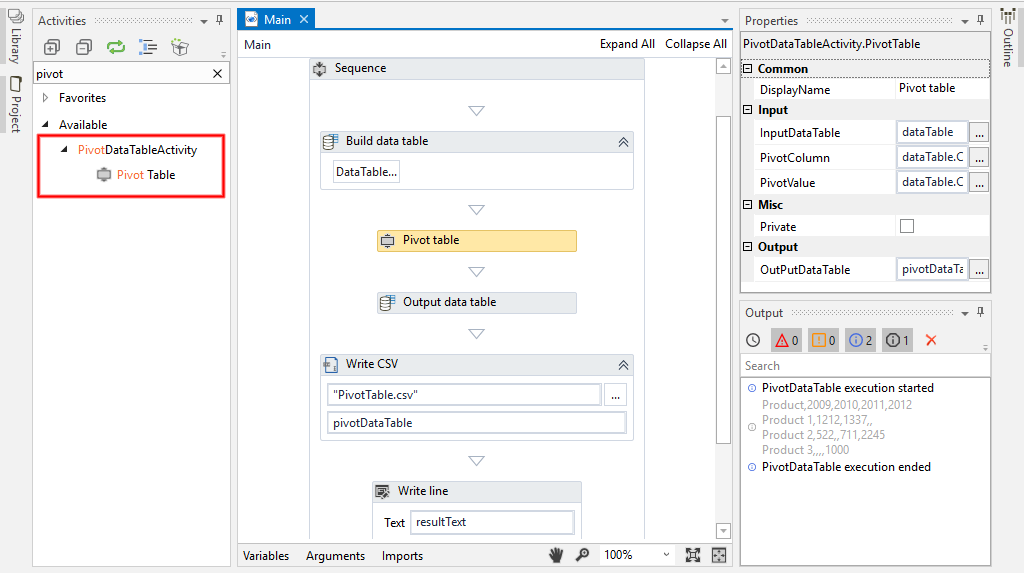 Library
Project
Activities
pivot
Favorites
Available
PivotDataTableActivity
Pivot Table
Main
Main
Expand All Collapse All
Sequence
Build data table
DataTable...
Pivot table
Output data table
Write CSV
"PivotTable.csv"
...
pivotDataTable
Write line
Text resultText
Variables Arguments Imports
100%
Properties
PivotDataTableActivity.PivotTable
Common
DisplayName Pivot table
Input
InputDataTable dataTable ...
PivotColumn dataTable.C ...
PivotValue dataTable.C ...
Misc
Private
Output
OutPutDataTable pivotDataTa ...
Output
0 0 2 1
Search
PivotDataTable execution started
Product,2009,2010,2011,2012
Product 1,1212,1337,,
Product 2,522,,711,2245
Product 3,,,,1000
PivotDataTable execution ended
Outline